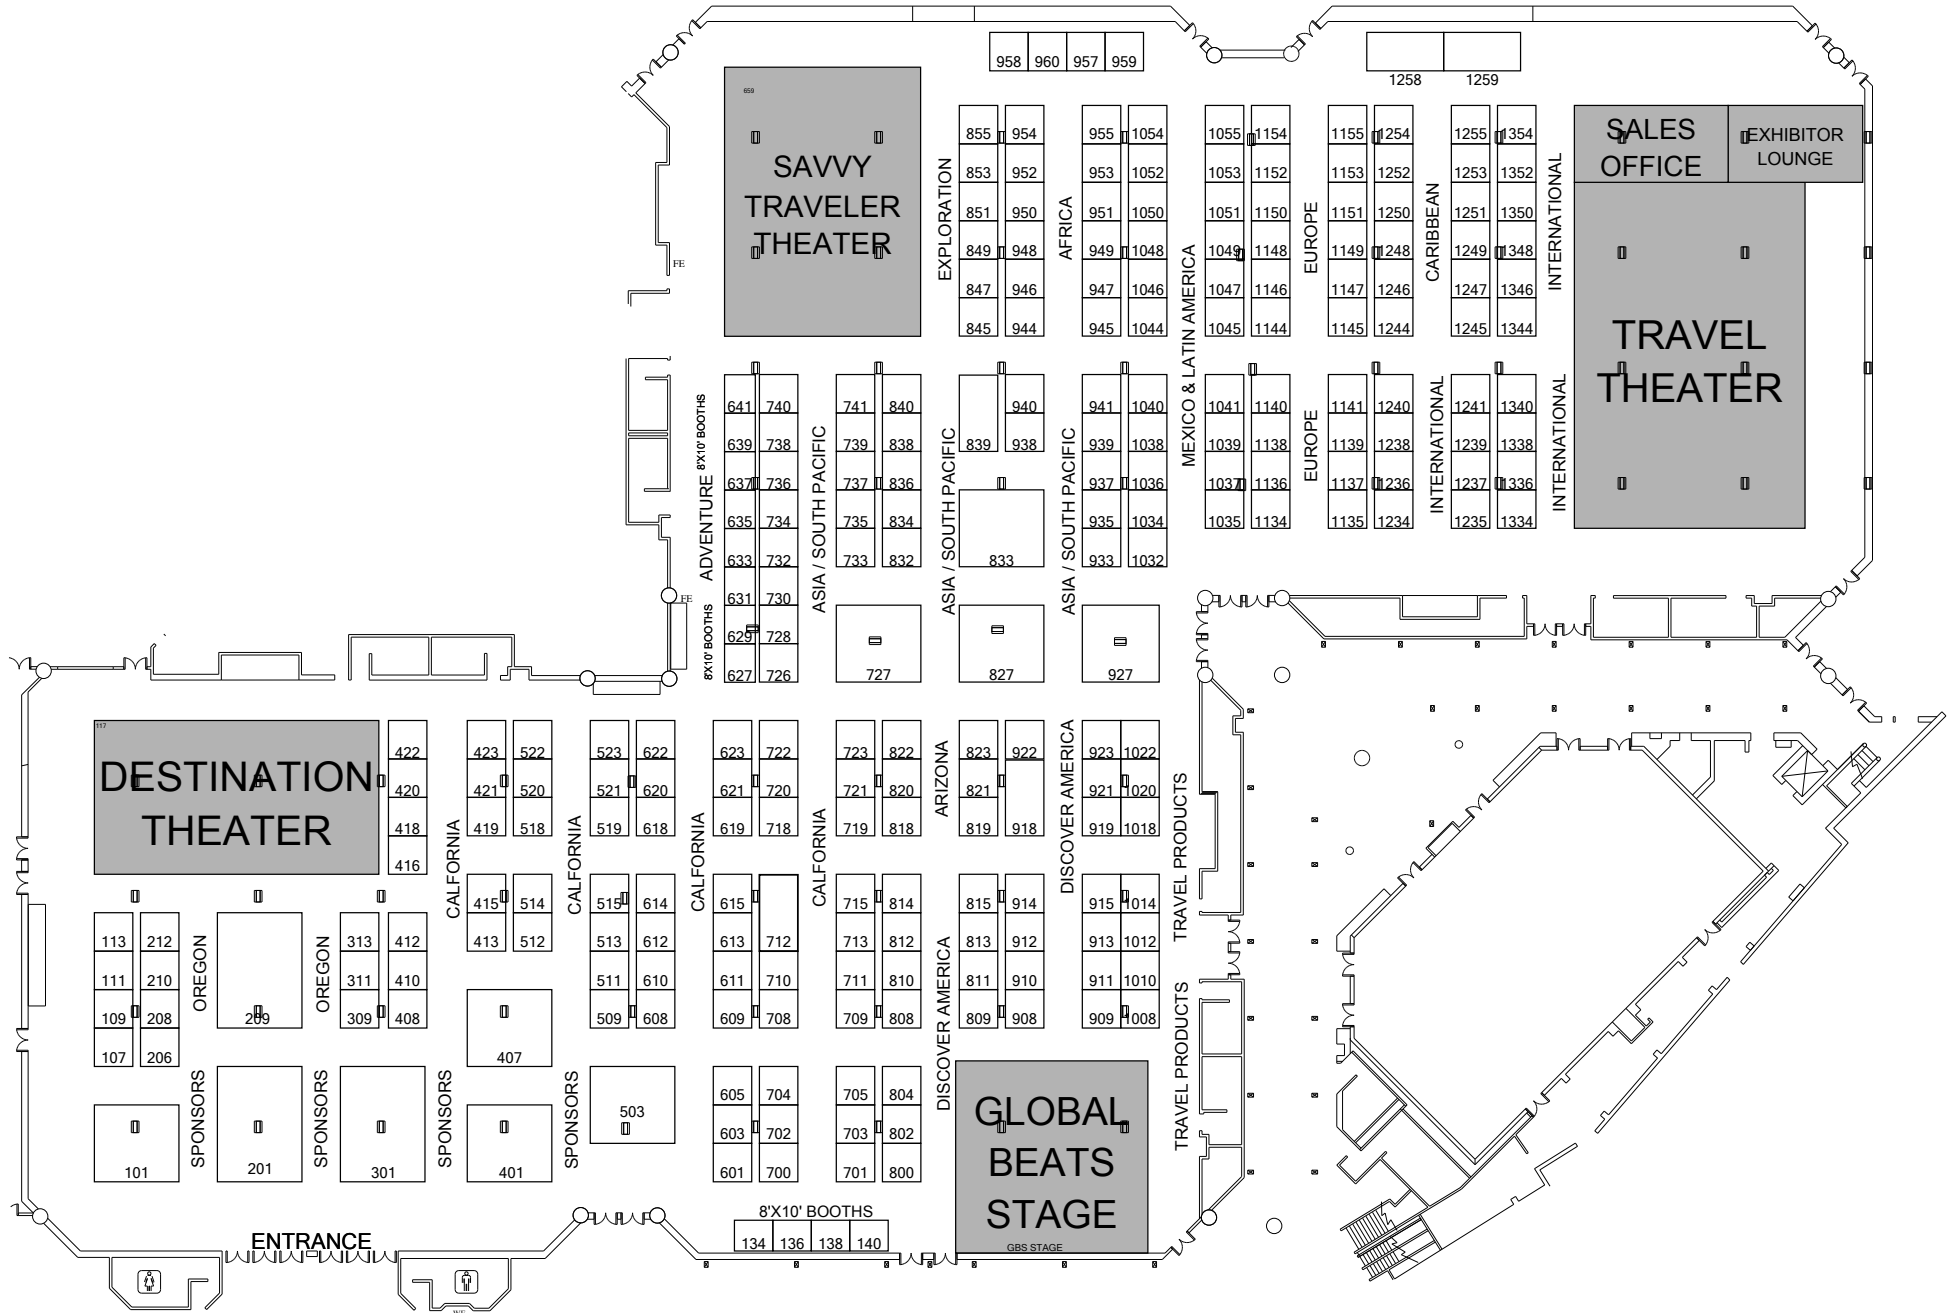 958 960 957 959
1258 1259
659
SAVVY
TRAVELER
THEATER
855 954 955 1054 1055 1154 1155 1254 1255 1354
853 952 953 1052 1053 1152 1153 1252 1253 1352
851 950 951 1050 1051 1150 1151 1250 1251 1350
849 948 949 1048 1049 1148 1149 1248 1249 1348
847 946 947 1046 1047 1146 1147 1246 1247 1346
845 944 945 1044 1045 1144 1145 1244 1245 1344
EXPLORATION
AFRICA
MEXICO & LATIN AMERICA
EUROPE
CARIBBEAN
INTERNATIONAL
SALES
OFFICE
EXHIBITOR
LOUNGE
TRAVEL
THEATER
FE
641 740 741 840 940 941 1040 1041 1140 1141 1240 1241 1340
639 738 739 838 839 938 939 1038 1039 1138 1139 1238 1239 1338
637 736 737 836 937 1036 1037 1136 1137 1236 1237 1336
635 734 735 834 935 1034 1035 1134 1135 1234 1235 1334
633 732 733 832 833 933 1032
631 730
629 728
627 726 727 827 927
8'X10' BOOTHS
ADVENTURE
8'X10' BOOTHS
ASIA / SOUTH PACIFIC
ASIA / SOUTH PACIFIC
ASIA / SOUTH PACIFIC
EUROPE
INTERNATIONAL
INTERNATIONAL
FE
117
DESTINATION
THEATER
422 423 522 523 622 623 722 723 822 823 922 923 1022
420 421 520 521 620 621 720 721 820 821 921 1020
418 419 518 519 618 619 718 719 818 819 918 919 1018
416
CALFORNIA
CALIFORNIA
CALIFORNIA
CALIFORNIA
ARIZONA
DISCOVER AMERICA
TRAVEL PRODUCTS
415 514 515 614 615 715 814 815 914 915 1014
113 212 313 412 413 512 513 612 613 712 713 812 813 912 913 1012
111 210 311 410 511 610 611 710 711 810 811 910 911 1010
109 208 209 309 408 509 608 609 708 709 808 809 908 909 1008
107 206 407
OREGON
OREGON
DISCOVER AMERICA
TRAVEL PRODUCTS
605 704 705 804
503 603 702 703 802
101 201 301 401 601 700 701 800
SPONSORS
SPONSORS
SPONSORS
SPONSORS
GLOBAL
BEATS
STAGE
GBS STAGE
8'X10' BOOTHS
134 136 138 140
ENTRANCE